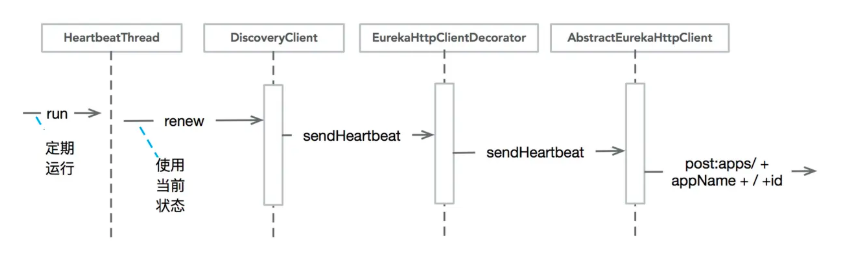 HeartbeatThread
DiscoveryClient
EurekaHttpClientDecorator
AbstractEurekaHttpClient
run
renew
定期
运行
使用
当前
状态
sendHeartbeat
sendHeartbeat
post:apps/ +
appName + / +id